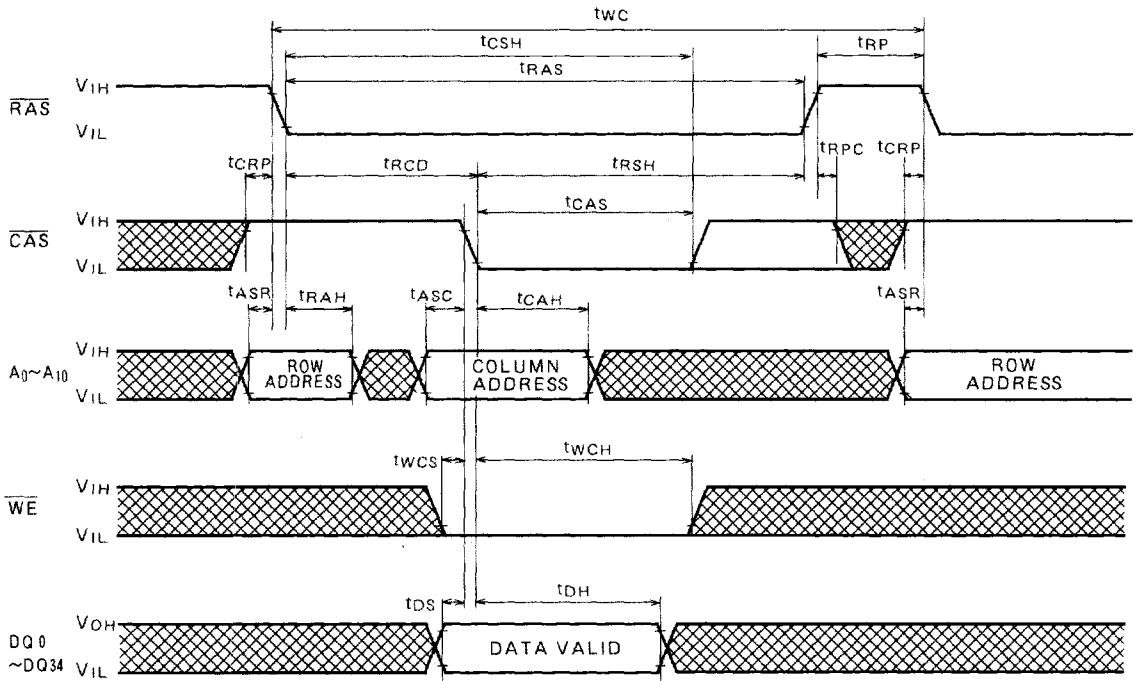 tWC
tCSH
tRP
tRAS
VIH
RAS
VIL
tCRP
tRCD
tRSH
tRPC
tCRP
tCAS
VIH
CAS
VIL
tASR
tRAH
tASC
tCAH
tASR
VIH
A0~A10
VIL
ROW
ADDRESS
COLUMN
ADDRESS
ROW
ADDRESS
tWCS
tWCH
VIH
WE
VIL
tDS
tDH
VOH
DQ0
~DQ34
VIL
DATA VALID